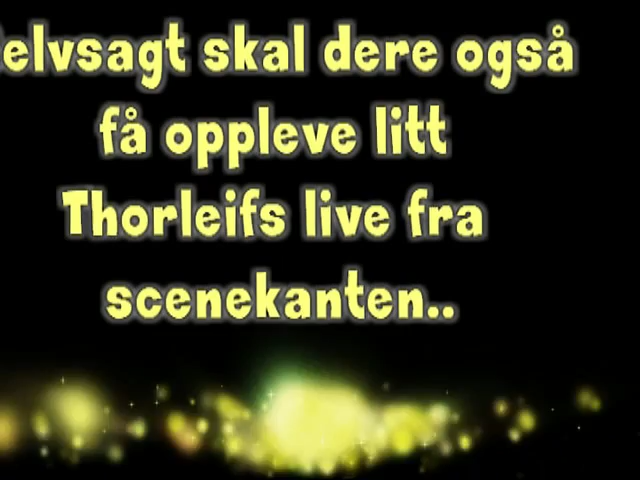 elvsagt skal dere også
få oppleve litt
Thorleifs live fra
scenekanten..